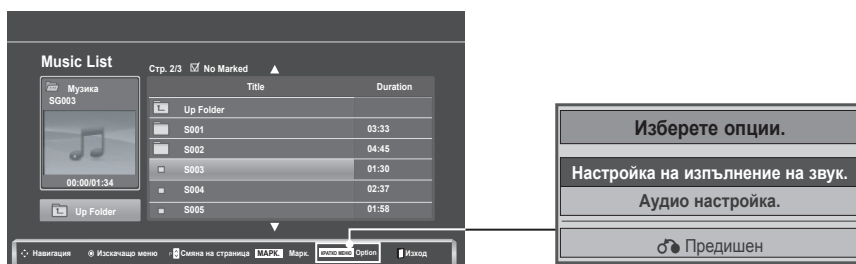 Music List
Стр. 2/3 No Marked
Музика
SG003
00:00/01:34
Up Folder
Title Duration
Up Folder
S001 03:33
S002 04:45
S003 01:30
S004 02:37
S005 01:58
Навигация Изскачащо меню Смяна на страница МАРК. Марк. КРАТКО МЕНЮ Option Изход
Изберете опции.
Настройка на изпълнение на звук.
Аудио настройка.
Предишен